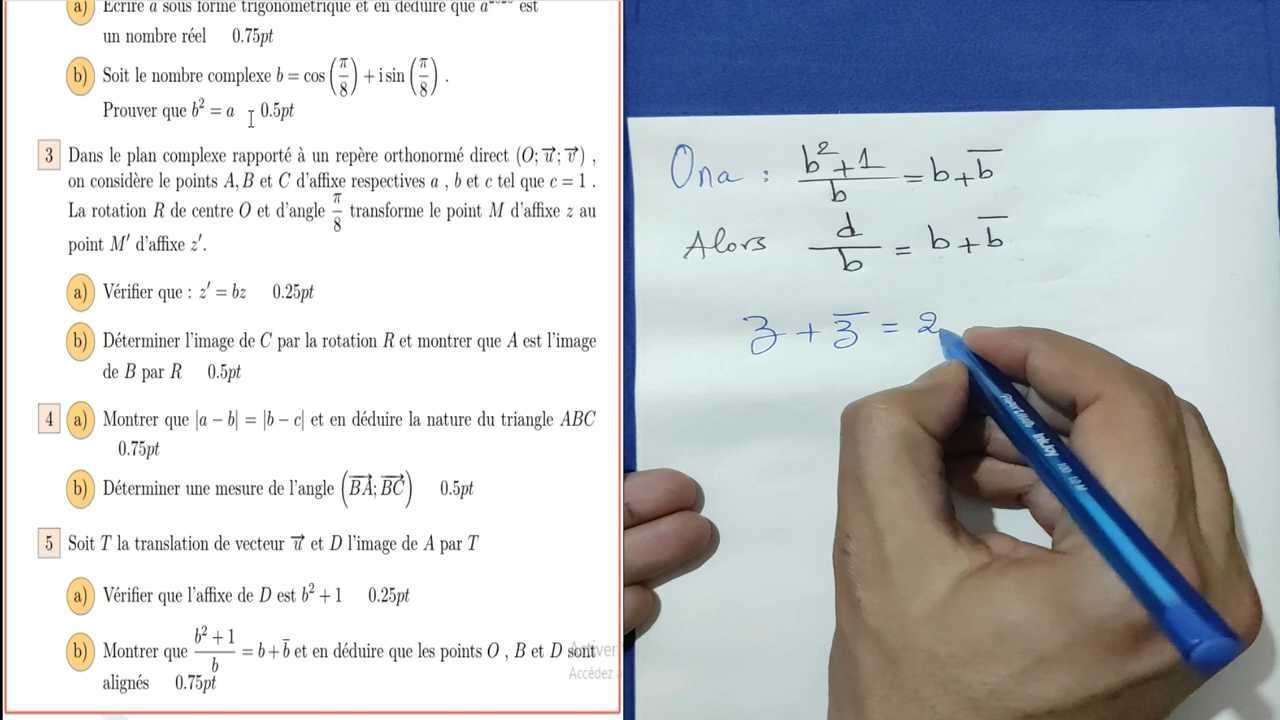 a) Ecrire a sous forme trigonométrique et en déduire que a est
un nombre réel 0.75pt
b) Soit le nombre complexe b = cos(π/8) + i sin(π/8) .
Prouver que b² = a 0.5pt
3 Dans le plan complexe rapporté à un repère orthonormé direct (O; u⃗; v⃗) ,
on considère le points A, B et C d'affixe respectives a , b et c tel que c = 1 .
La rotation R de centre O et d'angle π/8 transforme le point M d'affixe z au
point M′ d'affixe z′.
a) Vérifier que : z′ = bz 0.25pt
b) Déterminer l'image de C par la rotation R et montrer que A est l'image
de B par R 0.5pt
4 a) Montrer que |a − b| = |b − c| et en déduire la nature du triangle ABC
0.75pt
b) Déterminer une mesure de l'angle (BA⃗; BC⃗) 0.5pt
5 Soit T la translation de vecteur u⃗ et D l'image de A par T
a) Vérifier que l'affixe de D est b² + 1 0.25pt
b) Montrer que (b² + 1)/b = b + b̄ et en déduire que les points O , B et D sont
alignés 0.75pt
Activer
Accédez
Ona : (b²+1)/b = b + b̄
Alors d/b = b + b̄
z + z̄ = 2